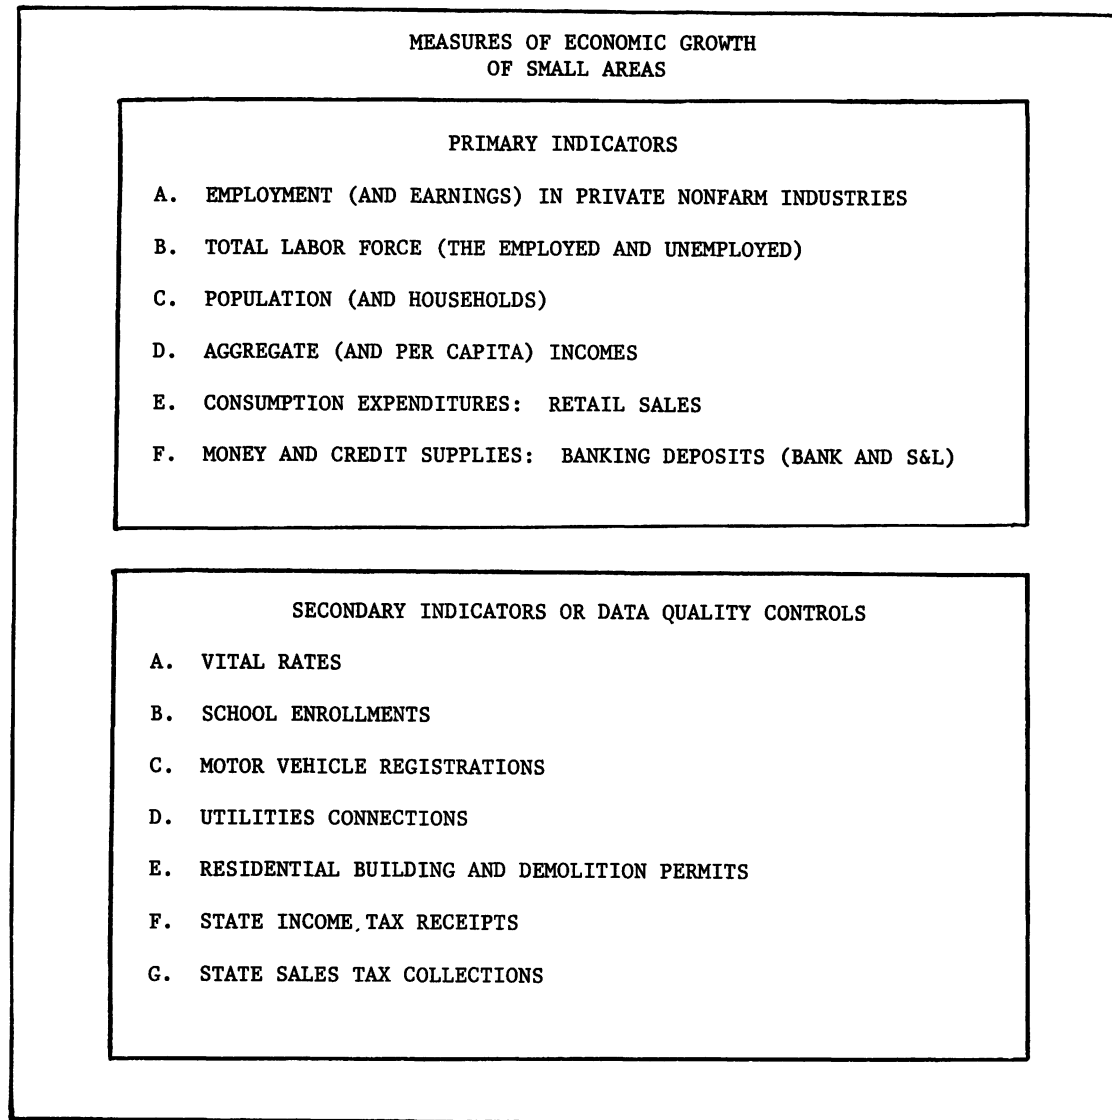 MEASURES OF ECONOMIC GROWTH
OF SMALL AREAS
PRIMARY INDICATORS
A. EMPLOYMENT (AND EARNINGS) IN PRIVATE NONFARM INDUSTRIES
B. TOTAL LABOR FORCE (THE EMPLOYED AND UNEMPLOYED)
C. POPULATION (AND HOUSEHOLDS)
D. AGGREGATE (AND PER CAPITA) INCOMES
E. CONSUMPTION EXPENDITURES: RETAIL SALES
F. MONEY AND CREDIT SUPPLIES: BANKING DEPOSITS (BANK AND S&L)
SECONDARY INDICATORS OR DATA QUALITY CONTROLS
A. VITAL RATES
B. SCHOOL ENROLLMENTS
C. MOTOR VEHICLE REGISTRATIONS
D. UTILITIES CONNECTIONS
E. RESIDENTIAL BUILDING AND DEMOLITION PERMITS
F. STATE INCOME TAX RECEIPTS
G. STATE SALES TAX COLLECTIONS